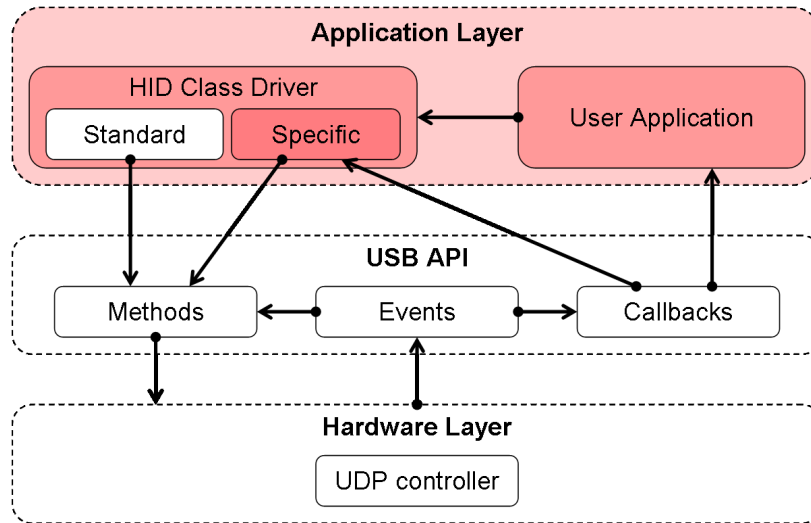 Application Layer
HID Class Driver
Standard
Specific
User Application
USB API
Methods
Events
Callbacks
Hardware Layer
UDP controller